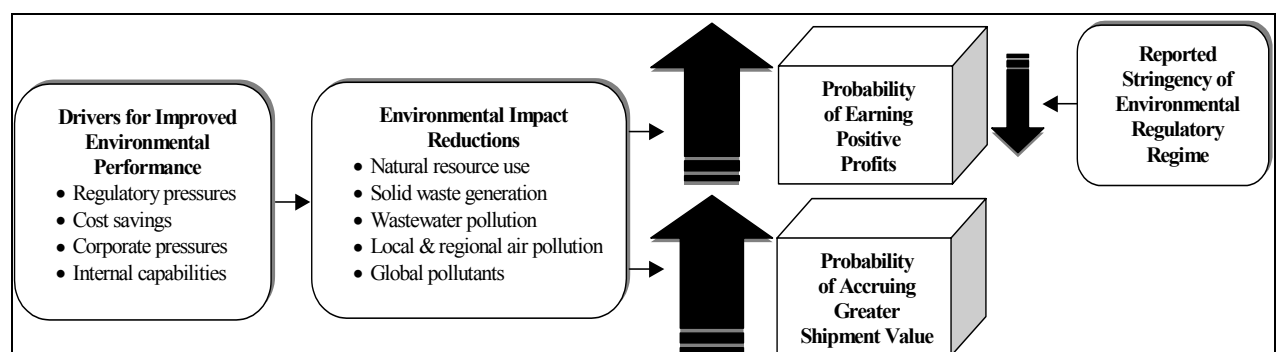 Drivers for Improved
Environmental
Performance
• Regulatory pressures
• Cost savings
• Corporate pressures
• Internal capabilities
Environmental Impact
Reductions
• Natural resource use
• Solid waste generation
• Wastewater pollution
• Local & regional air pollution
• Global pollutants
Probability
of Earning
Positive
Profits
Probability
of Accruing
Greater
Shipment Value
Reported
Stringency of
Environmental
Regulatory
Regime